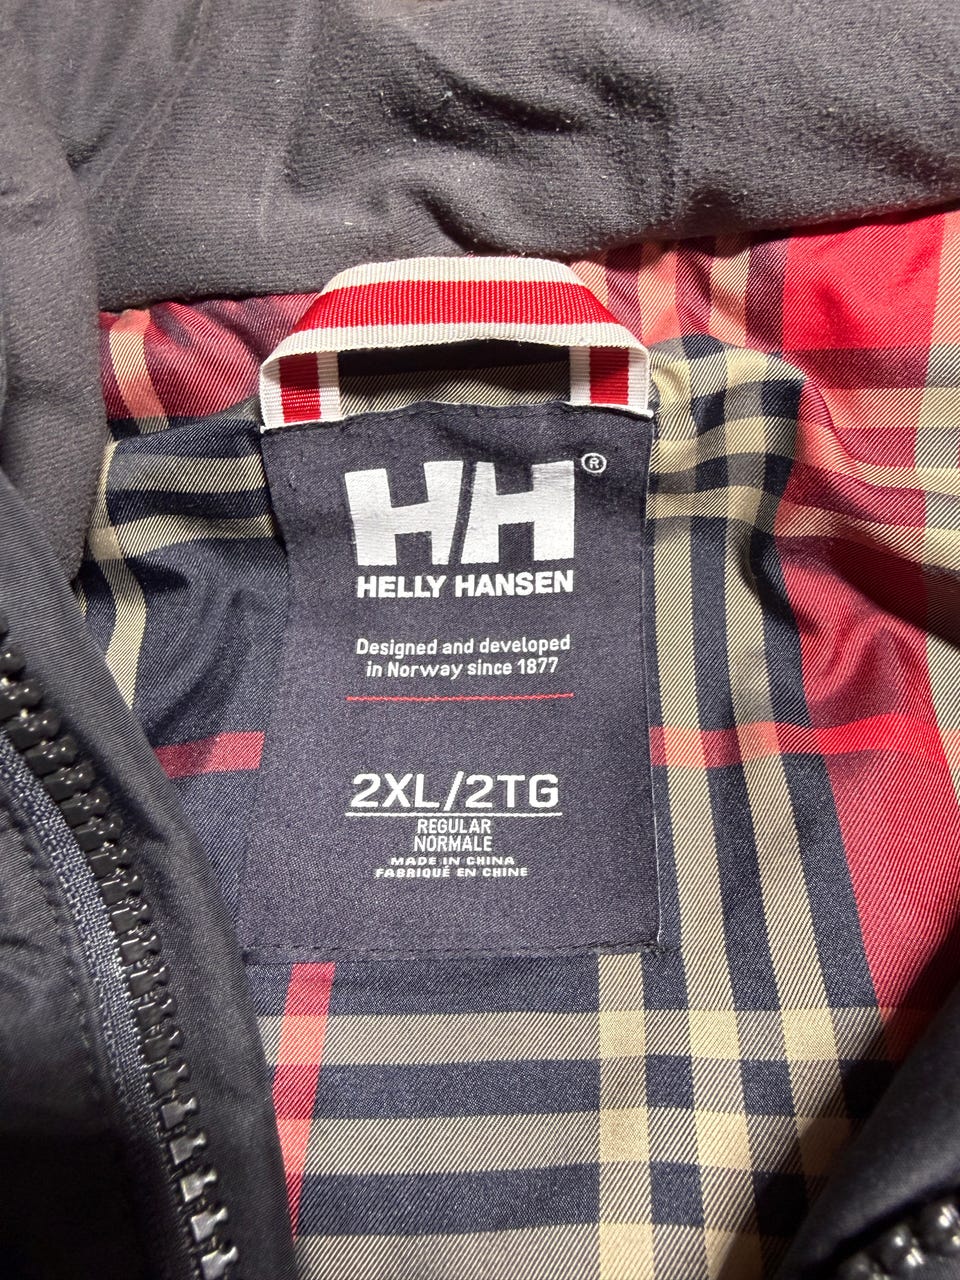 HH®
HELLY HANSEN
Designed and developed
in Norway since 1877
2XL/2TG
REGULAR
NORMALE
MADE IN CHINA
FABRIQUÉ EN CHINE